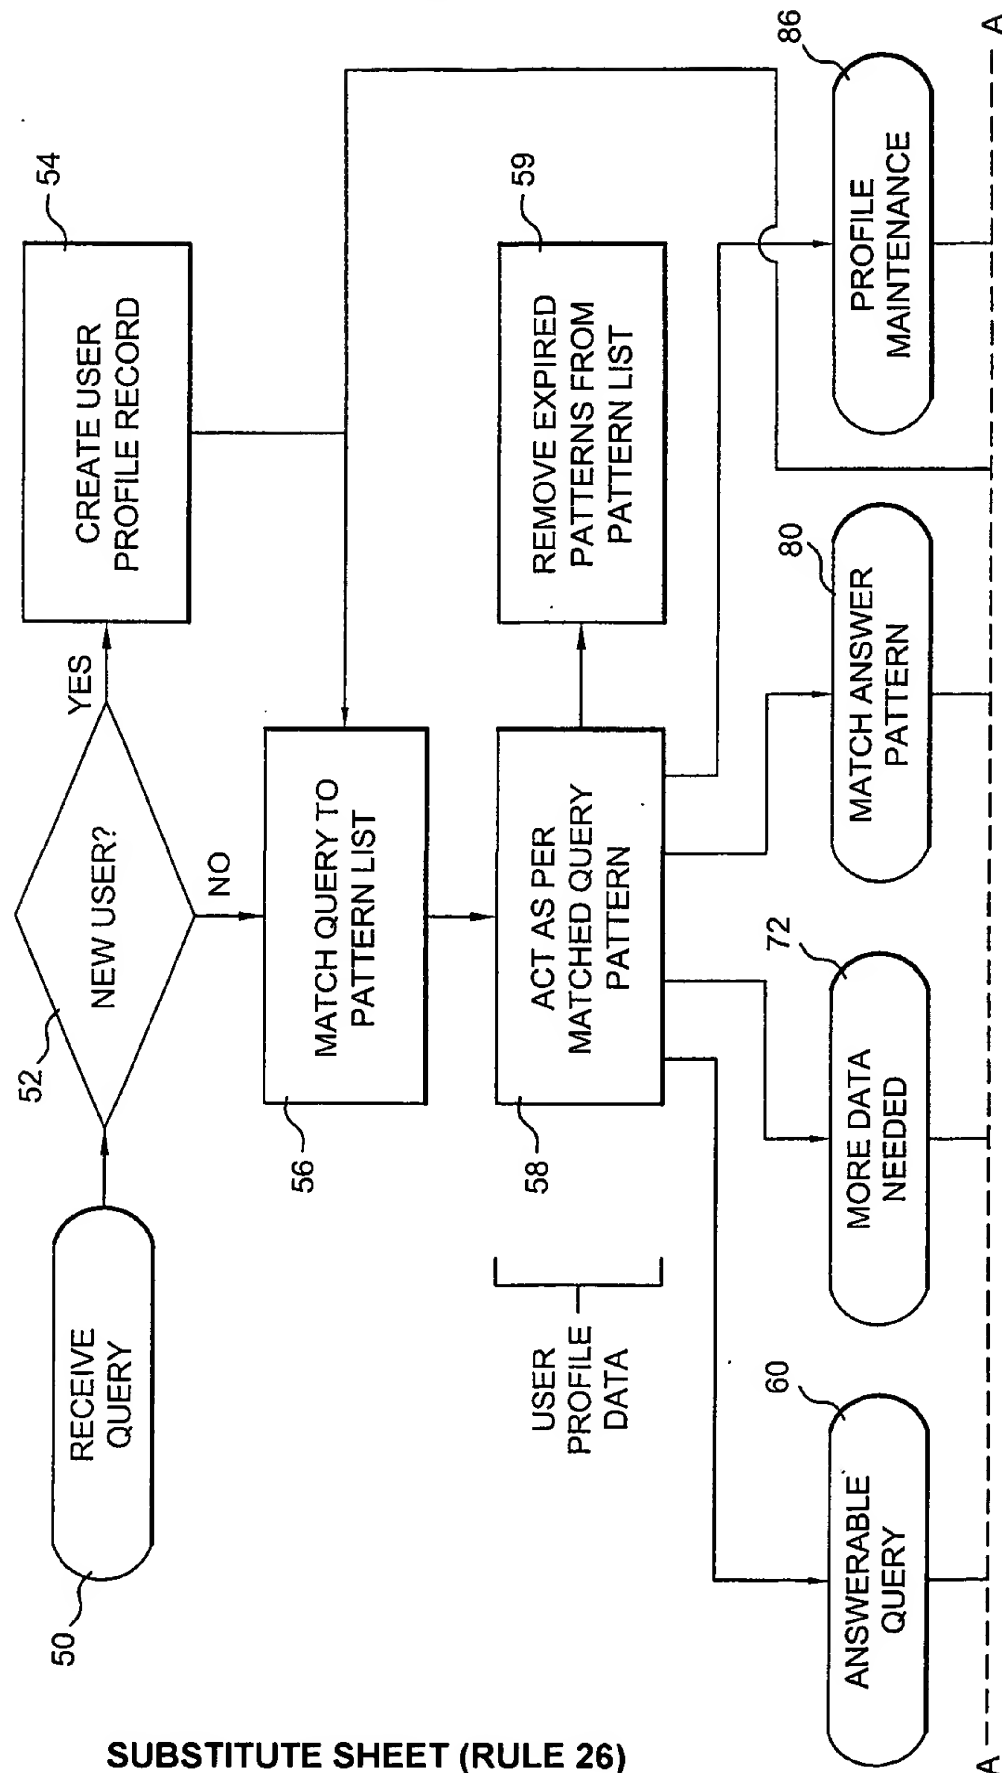 50
RECEIVE
QUERY
52
NEW USER?
YES
NO
54
CREATE USER
PROFILE RECORD
56
MATCH QUERY TO
PATTERN LIST
USER
PROFILE
DATA
58
ACT AS PER
MATCHED QUERY
PATTERN
59
REMOVE EXPIRED
PATTERNS FROM
PATTERN LIST
60
ANSWERABLE
QUERY
72
MORE DATA
NEEDED
80
MATCH ANSWER
PATTERN
86
PROFILE
MAINTENANCE
A
A
SUBSTITUTE SHEET (RULE 26)